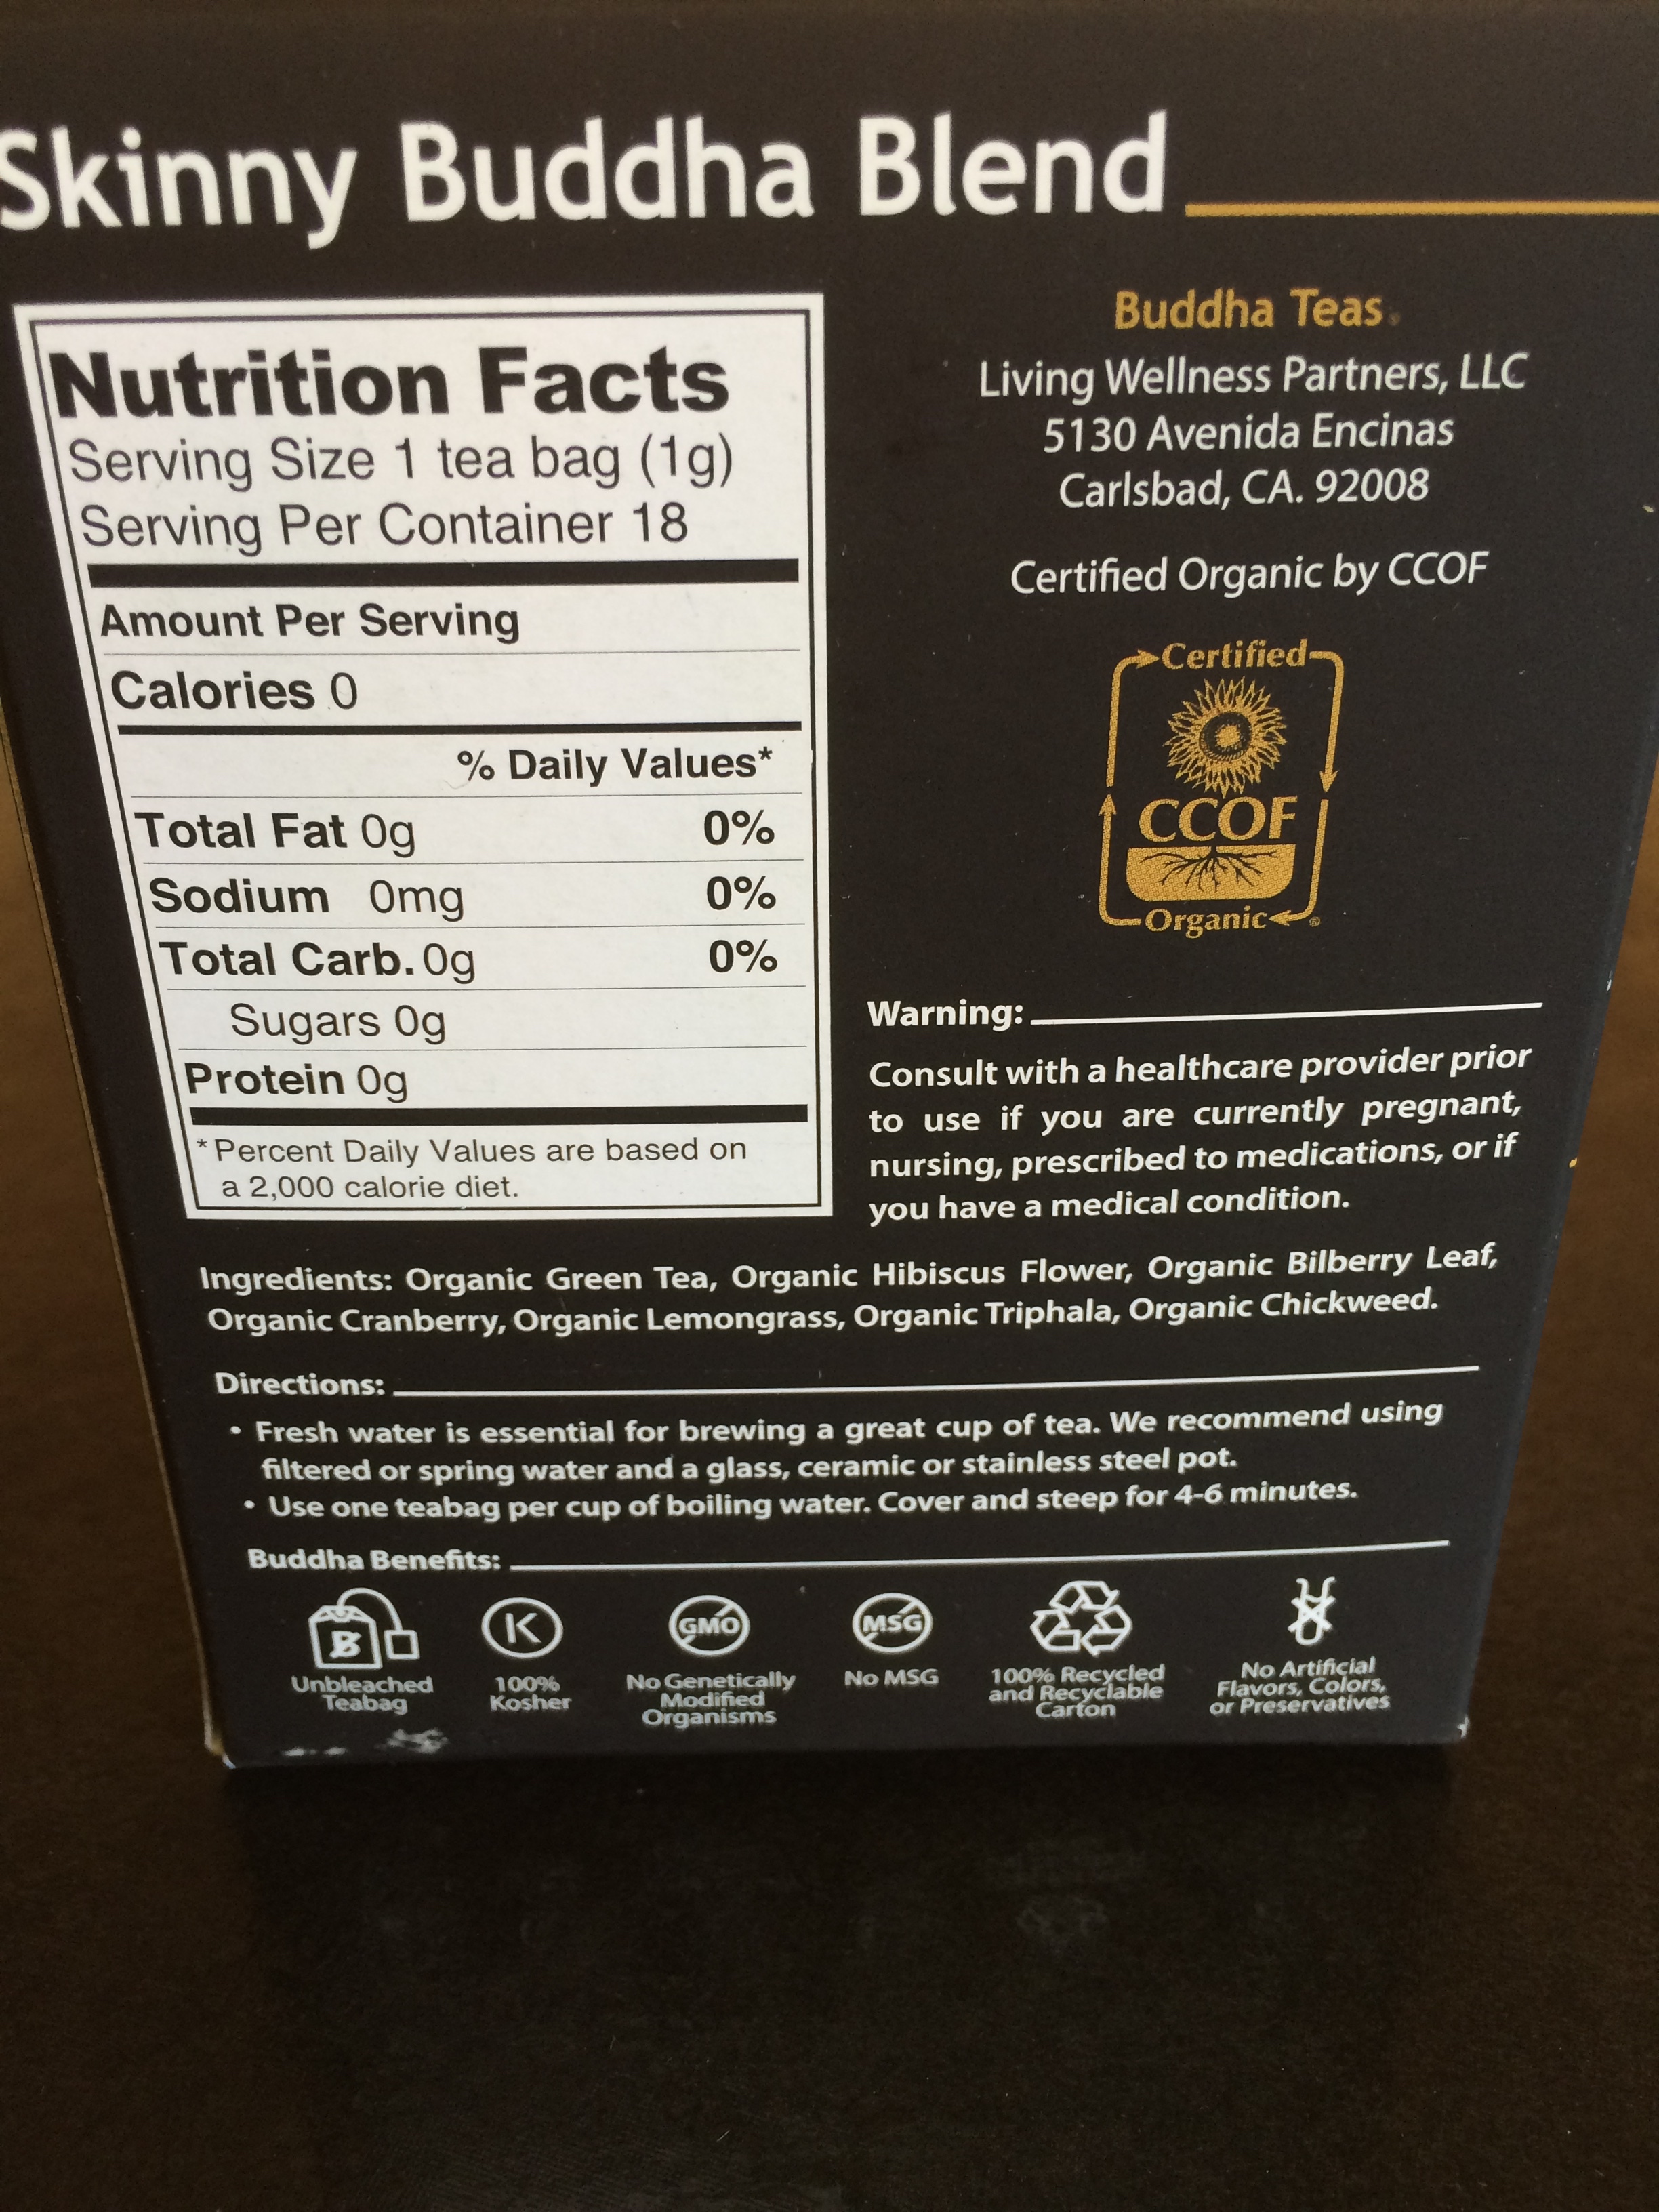 Skinny Buddha Blend
Nutrition Facts
Serving Size 1 tea bag (1g)
Serving Per Container 18
Amount Per Serving
Calories 0
% Daily Values*
Total Fat 0g 0%
Sodium 0mg 0%
Total Carb. 0g 0%
Sugars 0g
Protein 0g
* Percent Daily Values are based on
a 2,000 calorie diet.
Buddha Teas®
Living Wellness Partners, LLC
5130 Avenida Encinas
Carlsbad, CA. 92008
Certified Organic by CCOF
Certified
CCOF
Organic ®
Warning:
Consult with a healthcare provider prior
to use if you are currently pregnant,
nursing, prescribed to medications, or if
you have a medical condition.
Ingredients: Organic Green Tea, Organic Hibiscus Flower, Organic Bilberry Leaf,
Organic Cranberry, Organic Lemongrass, Organic Triphala, Organic Chickweed.
Directions:
• Fresh water is essential for brewing a great cup of tea. We recommend using
filtered or spring water and a glass, ceramic or stainless steel pot.
• Use one teabag per cup of boiling water. Cover and steep for 4-6 minutes.
Buddha Benefits:
B
Unbleached
Teabag
K
100%
Kosher
GMO
No Genetically
Modified
Organisms
MSG
No MSG
100% Recycled
and Recyclable
Carton
No Artificial
Flavors, Colors,
or Preservatives